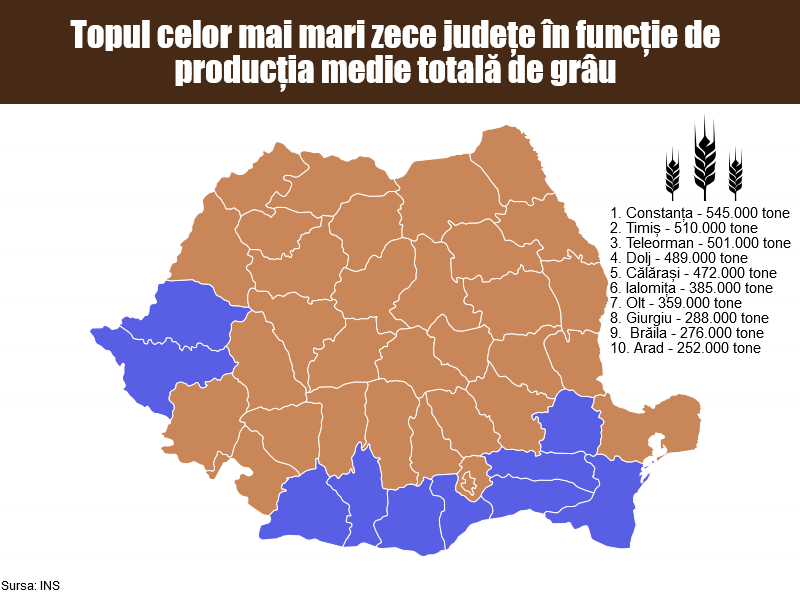 Topul celor mai mari zece județe în funcție de
producția medie totală de grâu
1. Constanța - 545.000 tone
2. Timiș - 510.000 tone
3. Teleorman - 501.000 tone
4. Dolj - 489.000 tone
5. Călărași - 472.000 tone
6. Ialomița - 385.000 tone
7. Olt - 359.000 tone
8. Giurgiu - 288.000 tone
9.  Brăila - 276.000 tone
10. Arad - 252.000 tone
Sursa: INS